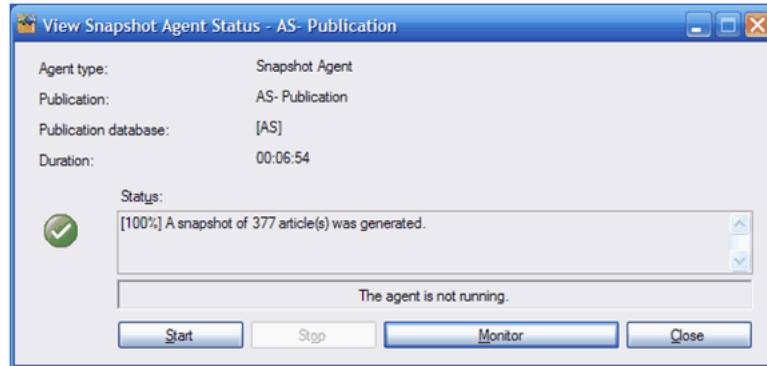 View Snapshot Agent Status - AS- Publication
Agent type: Snapshot Agent
Publication: AS- Publication
Publication database: [AS]
Duration: 00:06:54
Status:
[100%] A snapshot of 377 article(s) was generated.
The agent is not running.
Start Stop Monitor Close